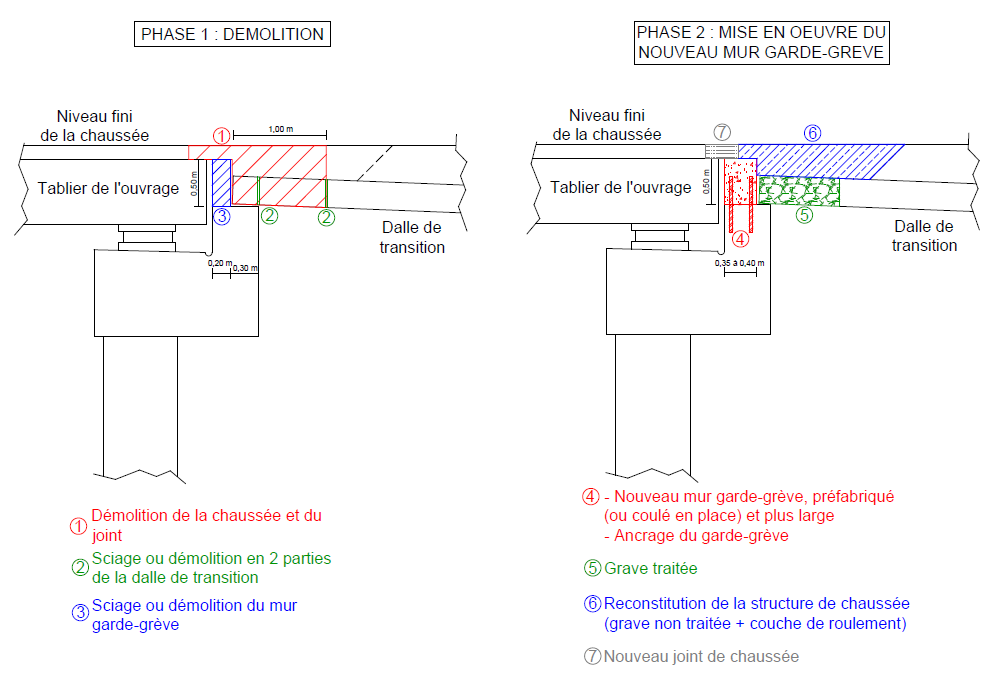 PHASE 1 : DEMOLITION
Niveau fini
de la chaussée
1
1,00 m
Tablier de l'ouvrage
0,50 m
3
2
2
Dalle de
transition
0,20 m
0,30 m
1
Démolition de la chaussée et du
joint
2
Sciage ou démolition en 2 parties
de la dalle de transition
3
Sciage ou démolition du mur
garde-grève
PHASE 2 : MISE EN OEUVRE DU
NOUVEAU MUR GARDE-GREVE
Niveau fini
de la chaussée
7
6
Tablier de l'ouvrage
0,50 m
5
4
Dalle de
transition
0,35 à 0,40 m
4
- Nouveau mur garde-grève, préfabriqué
(ou coulé en place) et plus large
- Ancrage du garde-grève
5
Grave traitée
6
Reconstitution de la structure de chaussée
(grave non traitée + couche de roulement)
7
Nouveau joint de chaussée